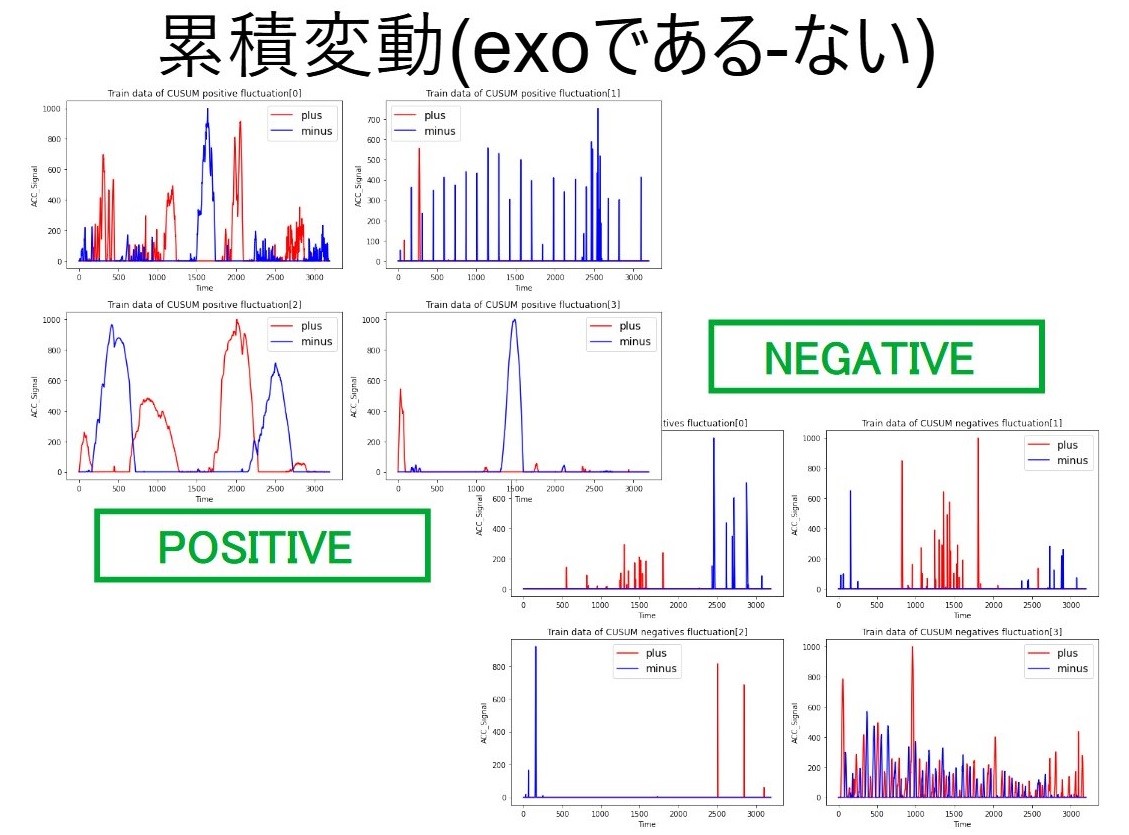 累積変動(exoである-ない)
Train data of CUSUM positive fluctuation[0]
plus
minus
ACC_Signal
1000
800
600
400
200
0
0 500 1000 1500 2000 2500 3000
Time
Train data of CUSUM positive fluctuation[1]
plus
minus
ACC_Signal
700
600
500
400
300
200
100
0
0 500 1000 1500 2000 2500 3000
Time
Train data of CUSUM positive fluctuation[2]
plus
minus
ACC_Signal
1000
800
600
400
200
0
0 500 1000 1500 2000 2500 3000
Time
Train data of CUSUM positive fluctuation[3]
plus
minus
ACC_Signal
1000
800
600
400
200
0
0 500 1000 1500 2000 2500 3000
Time
NEGATIVE
POSITIVE
tives fluctuation[0]
ACC_Signal
600
400
200
0
0 500 1000 1500 2000 2500 3000
Time
Train data of CUSUM negatives fluctuation[1]
plus
minus
ACC_Signal
1000
800
600
400
200
0
0 500 1000 1500 2000 2500 3000
Time
Train data of CUSUM negatives fluctuation[2]
plus
minus
ACC_Signal
800
600
400
200
0
0 500 1000 1500 2000 2500 3000
Time
Train data of CUSUM negatives fluctuation[3]
plus
minus
ACC_Signal
1000
800
600
400
200
0
0 500 1000 1500 2000 2500 3000
Time